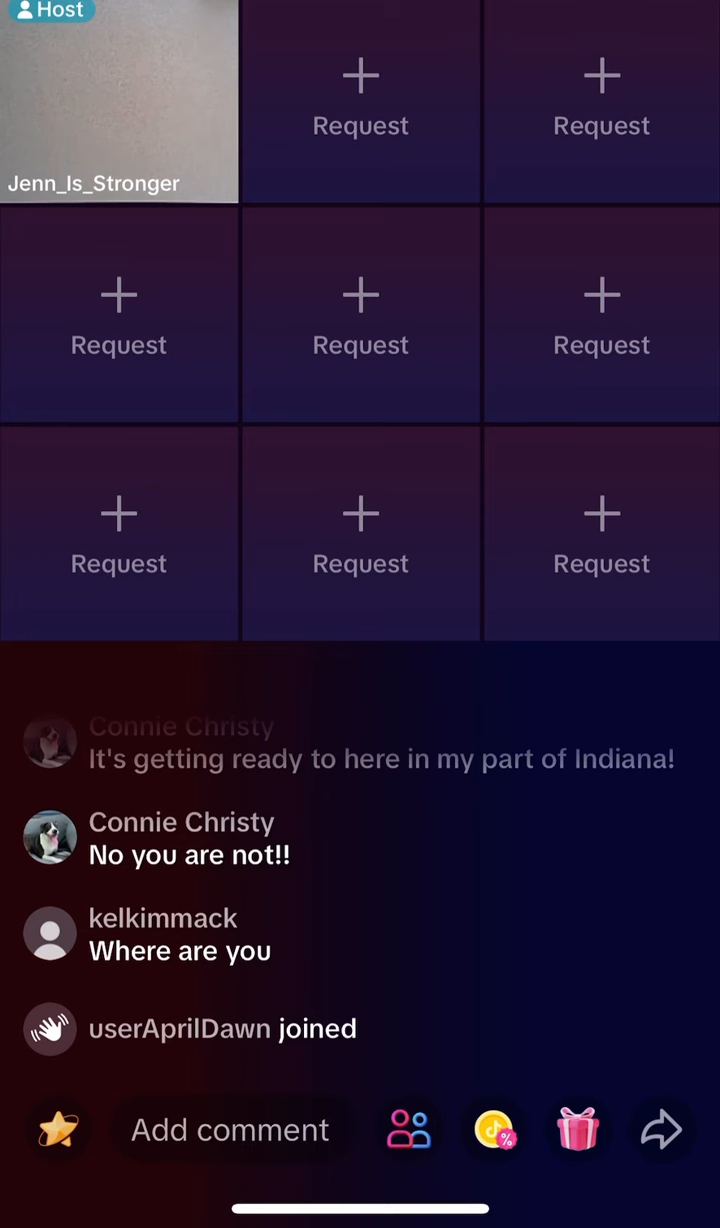 Host
Request
Request
Jenn_Is_Stronger
Request
Request
Request
Request
Request
Request
Connie Christy
It's getting ready to here in my part of Indiana!
Connie Christy
No you are not!!
kelkimmack
Where are you
userAprilDawn joined
Add comment
%